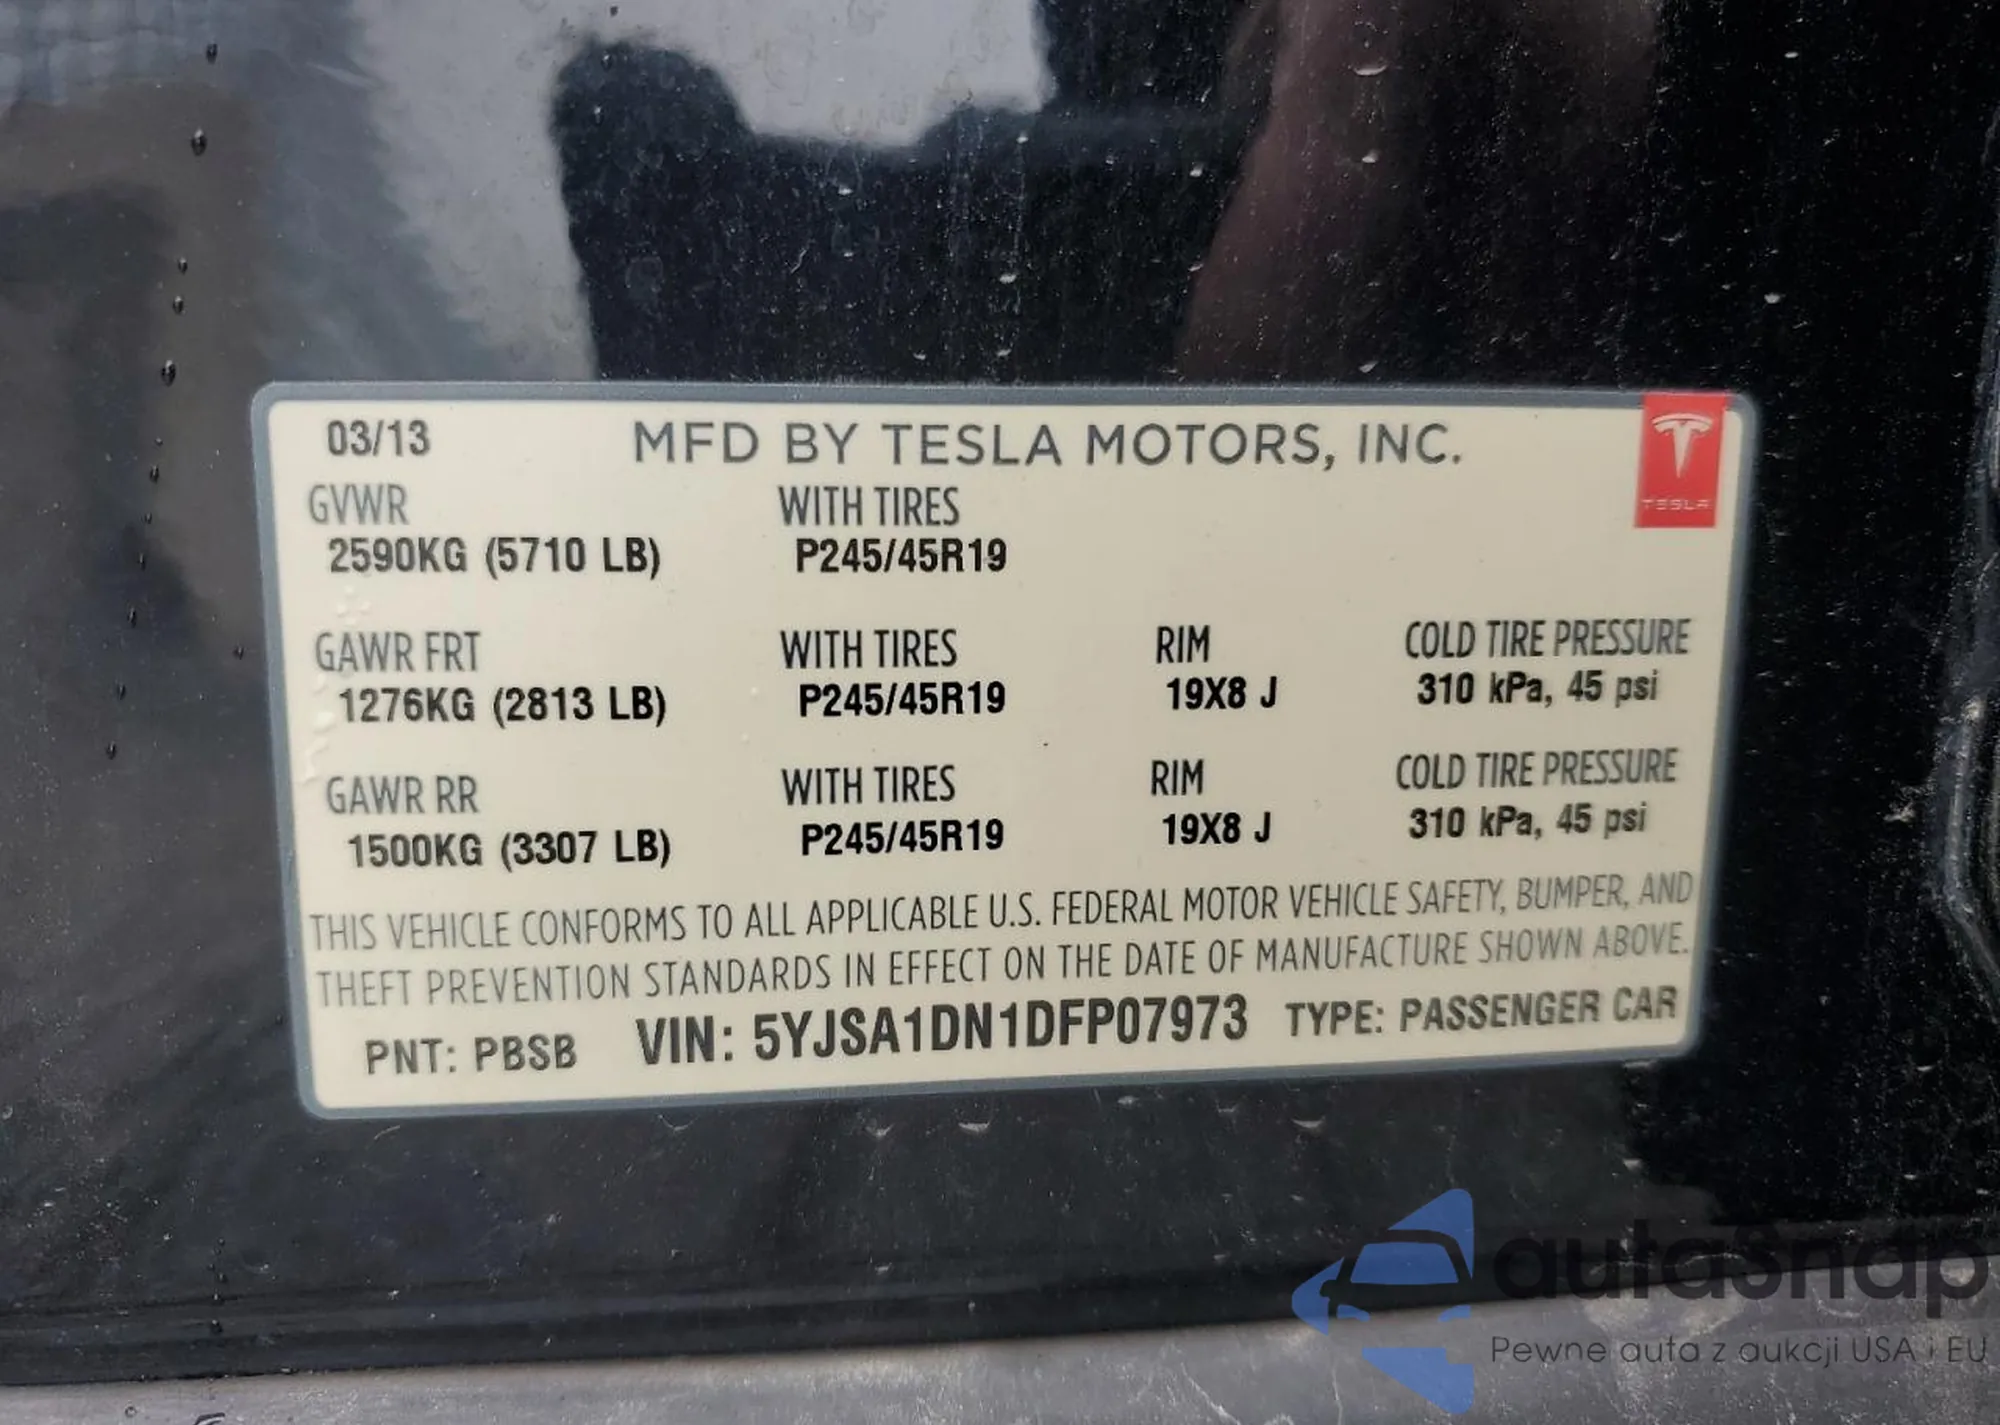 03/13 MFD BY TESLA MOTORS, INC.
TESLA
GVWR WITH TIRES
2590KG (5710 LB) P245/45R19
GAWR FRT WITH TIRES RIM COLD TIRE PRESSURE
1276KG (2813 LB) P245/45R19 19X8 J 310 kPa, 45 psi
GAWR RR WITH TIRES RIM COLD TIRE PRESSURE
1500KG (3307 LB) P245/45R19 19X8 J 310 kPa, 45 psi
THIS VEHICLE CONFORMS TO ALL APPLICABLE U.S. FEDERAL MOTOR VEHICLE SAFETY, BUMPER, AND
THEFT PREVENTION STANDARDS IN EFFECT ON THE DATE OF MANUFACTURE SHOWN ABOVE.
PNT: PBSB VIN: 5YJSA1DN1DFP07973 TYPE: PASSENGER CAR
autasnap
Pewne auta z aukcji USA i EU